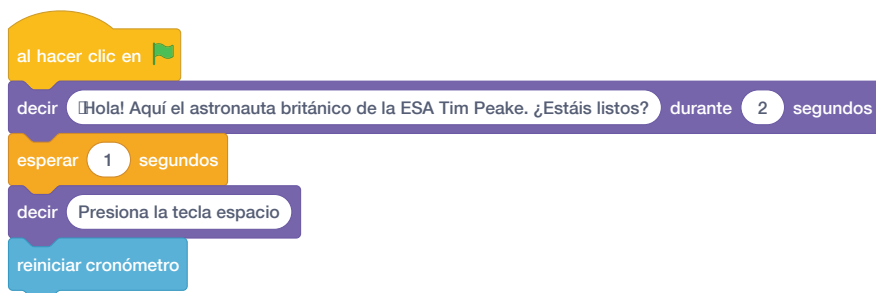 al hacer clic en
decir Hola! Aquí el astronauta británico de la ESA Tim Peake. ¿Estáis listos? durante 2 segundos
esperar 1 segundos
decir Presiona la tecla espacio
reiniciar cronómetro